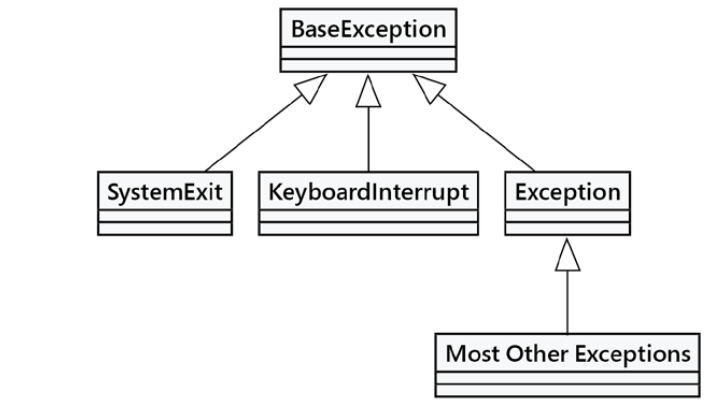 BaseException
SystemExit
KeyboardInterrupt
Exception
Most Other Exceptions